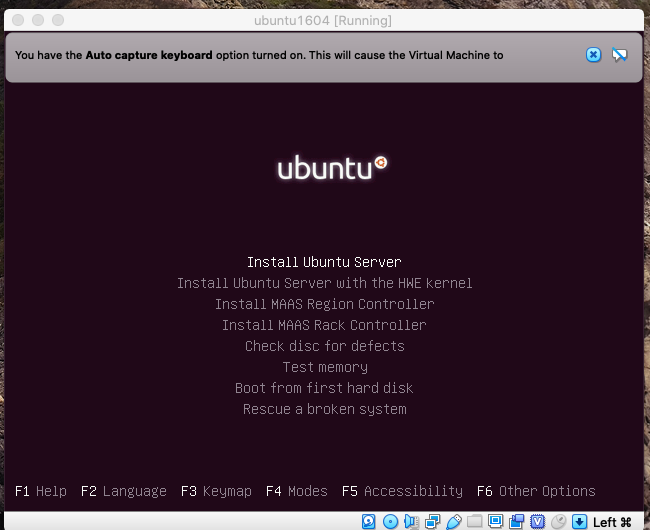 ubuntu1604 [Running]
You have the Auto capture keyboard option turned on. This will cause the Virtual Machine to
ubuntu
Install Ubuntu Server
Install Ubuntu Server with the HWE kernel
Install MAAS Region Controller
Install MAAS Rack Controller
Check disc for defects
Test memory
Boot from first hard disk
Rescue a broken system
F1 Help F2 Language F3 Keymap F4 Modes F5 Accessibility F6 Other Options
Left ⌘